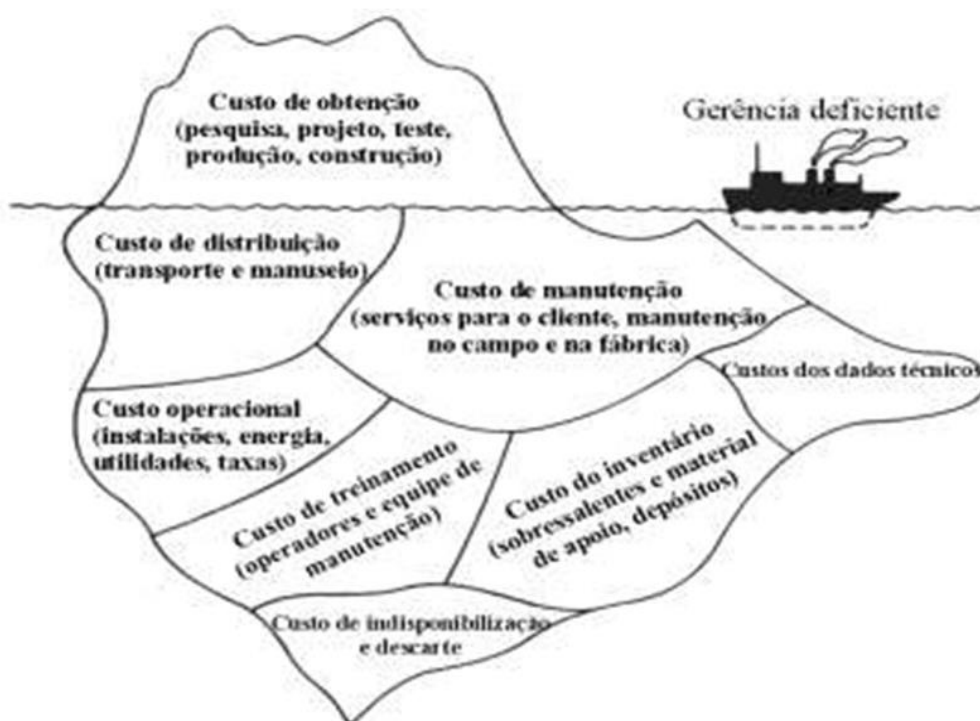 Custo de obtenção
(pesquisa, projeto, teste,
produção, construção)
Gerência deficiente
Custo de distribuição
(transporte e manuseio)
Custo de manutenção
(serviços para o cliente, manutenção
no campo e na fábrica)
Custos dos dados técnicos
Custo operacional
(instalações, energia,
utilidades, taxas)
Custo de treinamento
(operadores e equipe de
manutenção)
Custo do inventário
(sobressalentes e material
de apoio, depósitos)
Custo de indisponibilização
e descarte